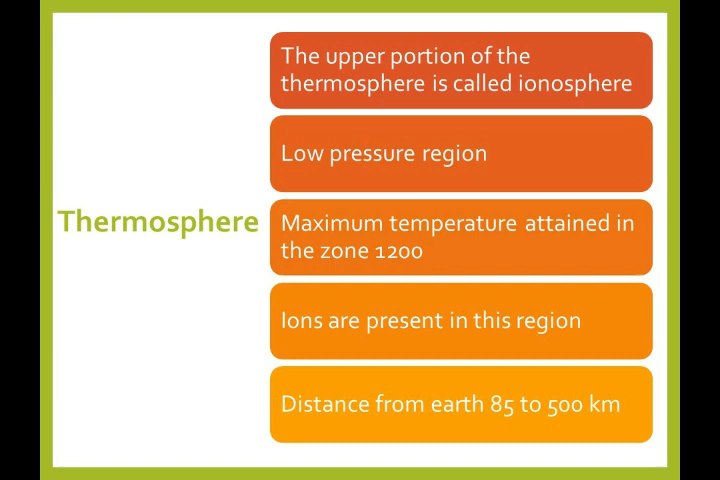 Thermosphere
The upper portion of the
thermosphere is called ionosphere
Low pressure region
Maximum temperature attained in
the zone 1200
Ions are present in this region
Distance from earth 85 to 500 km